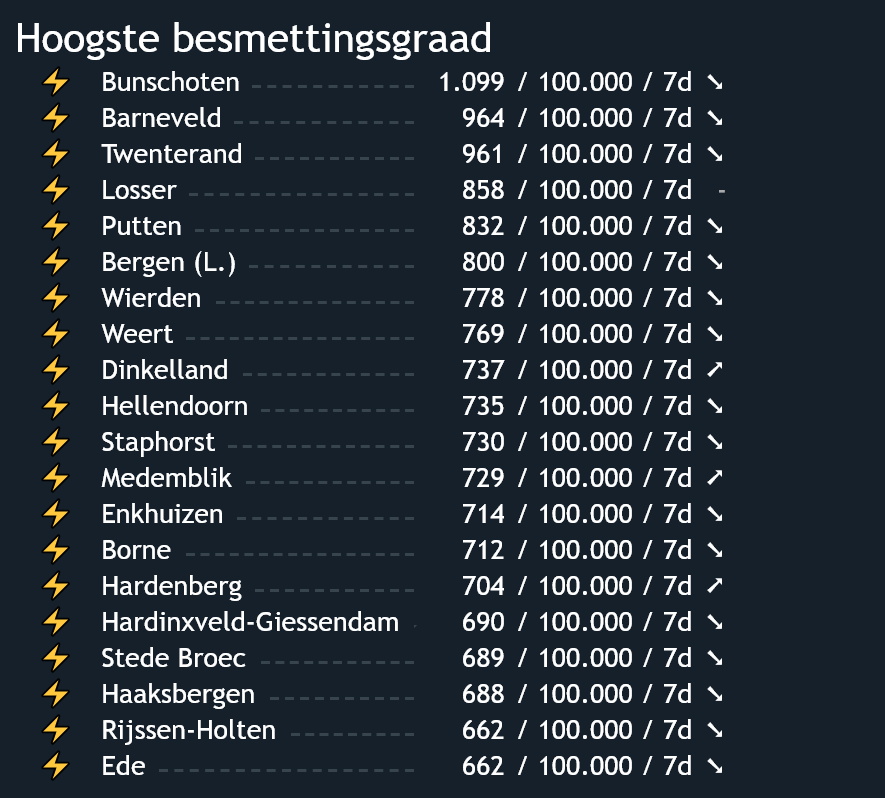 Hoogste besmettingsgraad
⚡ Bunschoten 1.099 / 100.000 / 7d ➘
⚡ Barneveld 964 / 100.000 / 7d ➘
⚡ Twenterand 961 / 100.000 / 7d ➘
⚡ Losser 858 / 100.000 / 7d -
⚡ Putten 832 / 100.000 / 7d ➘
⚡ Bergen (L.) 800 / 100.000 / 7d ➘
⚡ Wierden 778 / 100.000 / 7d ➘
⚡ Weert 769 / 100.000 / 7d ➘
⚡ Dinkelland 737 / 100.000 / 7d ➚
⚡ Hellendoorn 735 / 100.000 / 7d ➘
⚡ Staphorst 730 / 100.000 / 7d ➘
⚡ Medemblik 729 / 100.000 / 7d ➚
⚡ Enkhuizen 714 / 100.000 / 7d ➘
⚡ Borne 712 / 100.000 / 7d ➘
⚡ Hardenberg 704 / 100.000 / 7d ➚
⚡ Hardinxveld-Giessendam 690 / 100.000 / 7d ➘
⚡ Stede Broec 689 / 100.000 / 7d ➘
⚡ Haaksbergen 688 / 100.000 / 7d ➘
⚡ Rijssen-Holten 662 / 100.000 / 7d ➘
⚡ Ede 662 / 100.000 / 7d ➘